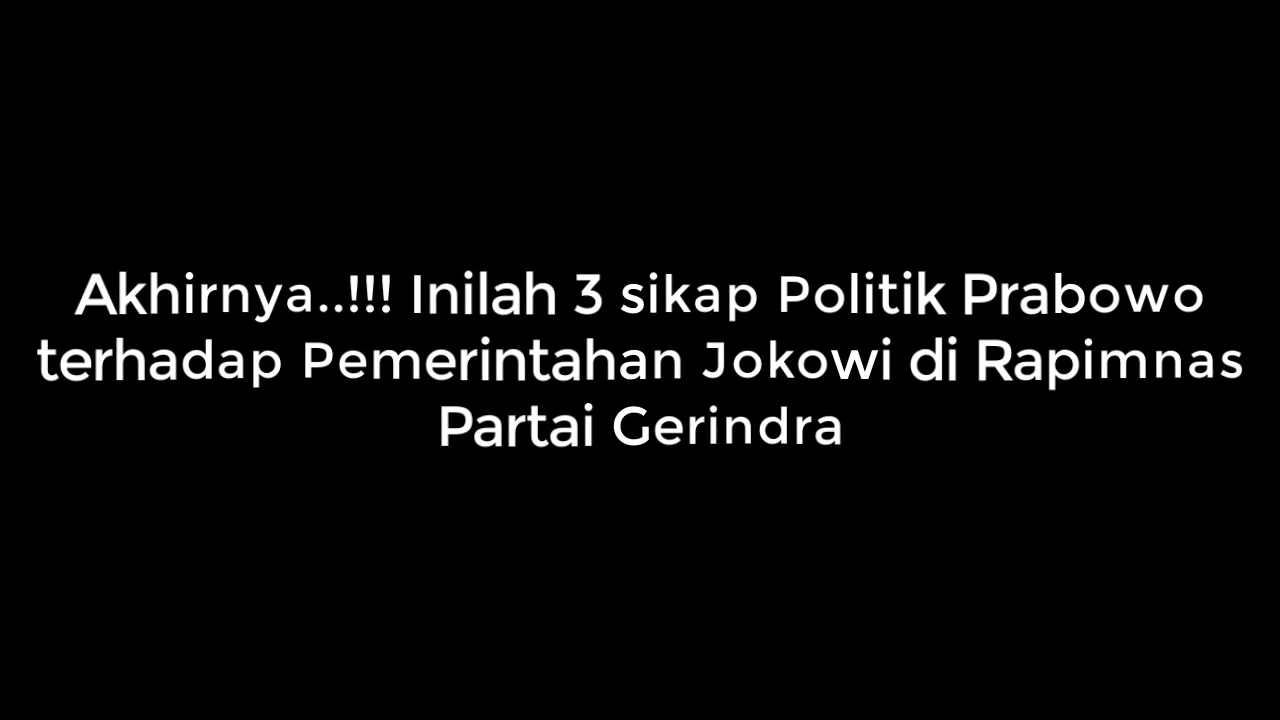 Akhirnya..!!! Inilah 3 sikap Politik Prabowo
terhadap Pemerintahan Jokowi di Rapimnas
Partai Gerindra